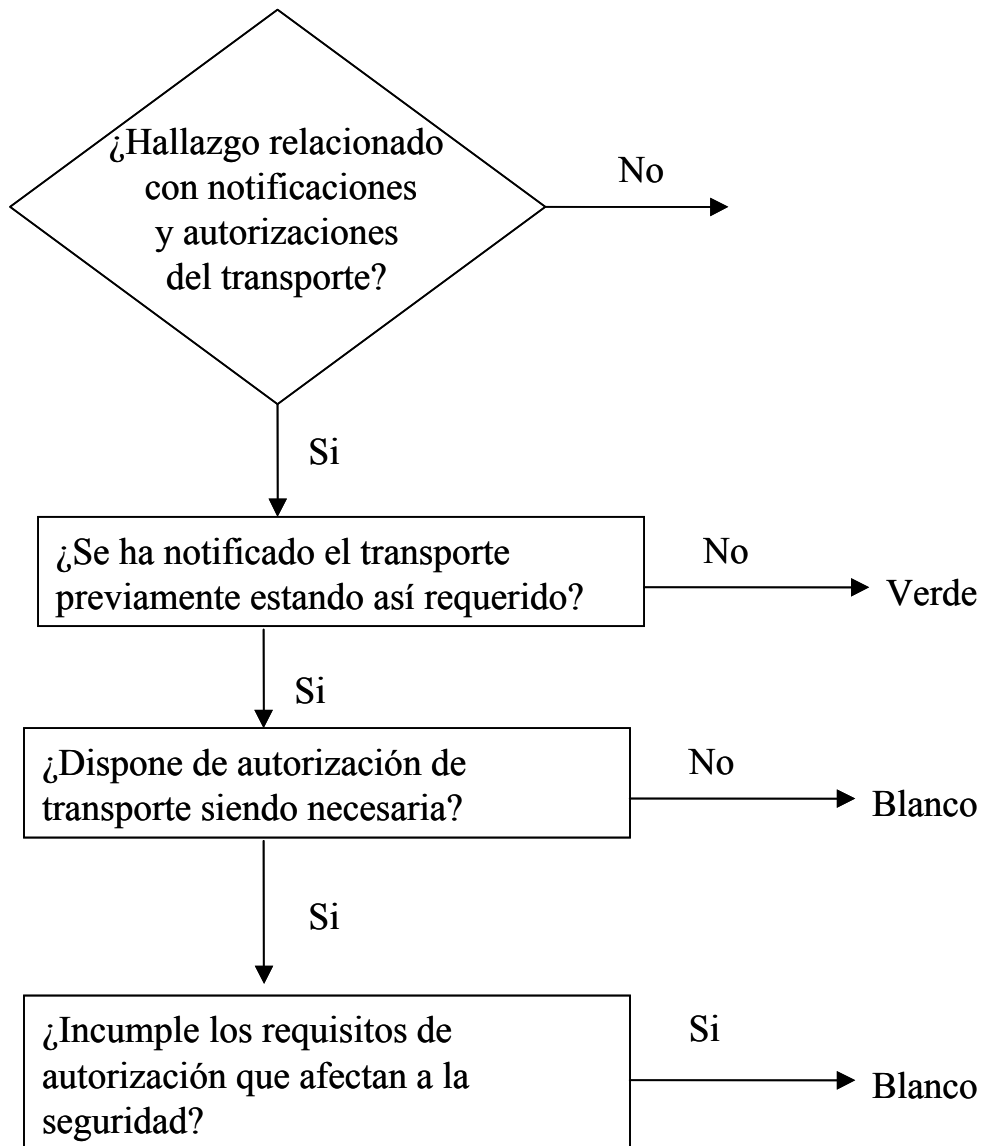 ¿Hallazgo relacionado
con notificaciones
y autorizaciones
del transporte?
No
Si
¿Se ha notificado el transporte
previamente estando así requerido?
No
Verde
Si
¿Dispone de autorización de
transporte siendo necesaria?
No
Blanco
Si
¿Incumple los requisitos de
autorización que afectan a la
seguridad?
Si
Blanco